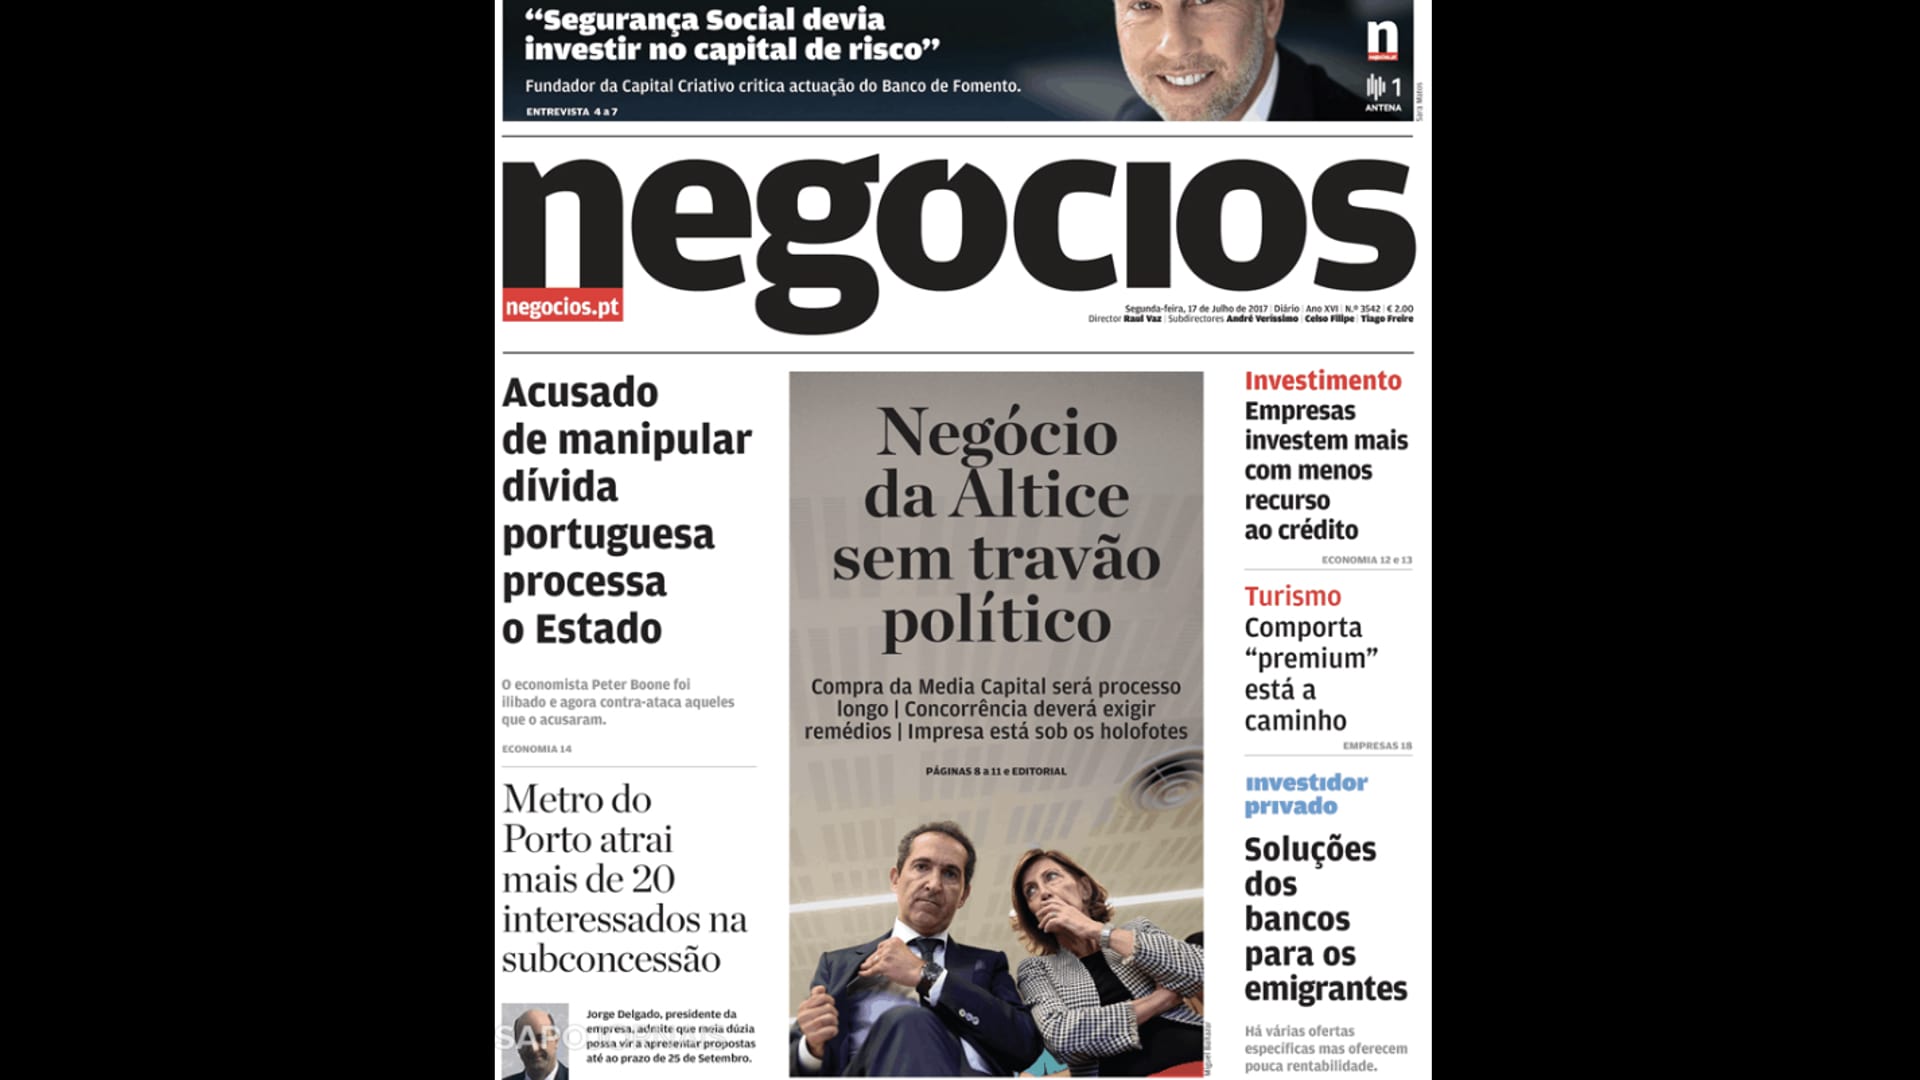 “Segurança Social devia
investir no capital de risco”
Fundador da Capital Criativo critica actuação do Banco de Fomento.
ENTREVISTA 4 a 7
n
negocios.pt
1
ANTENA
Sara Matos
negócios
negocios.pt
Segunda-feira, 17 de Julho de 2017 | Diário | Ano XVI | N.º 3542 | € 2.00
Director Raul Vaz | Subdirectores André Veríssimo | Celso Filipe | Tiago Freire
Acusado
de manipular
dívida
portuguesa
processa
o Estado
O economista Peter Boone foi
ilibado e agora contra-ataca aqueles
que o acusaram.
ECONOMIA 14
Metro do
Porto atrai
mais de 20
interessados na
subconcessão
Jorge Delgado, presidente da
empresa, admite que meia dúzia
possa vir a apresentar propostas
até ao prazo de 25 de Setembro.
Negócio
da Altice
sem travão
político
Compra da Media Capital será processo
longo | Concorrência deverá exigir
remédios | Impresa está sob os holofotes
PÁGINAS 8 a 11 e EDITORIAL
Investimento
Empresas
investem mais
com menos
recurso
ao crédito
ECONOMIA 12 e 13
Turismo
Comporta
“premium”
está a
caminho
EMPRESAS 18
investidor
privado
Soluções
dos
bancos
para os
emigrantes
Há várias ofertas
específicas mas oferecem
pouca rentabilidade.